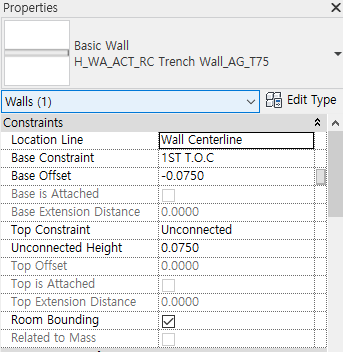 Properties
Basic Wall
H_WA_ACT_RC Trench Wall_AG_T75
Walls (1) Edit Type
Constraints
Location Line Wall Centerline
Base Constraint 1ST T.O.C
Base Offset -0.0750
Base is Attached
Base Extension Distance 0.0000
Top Constraint Unconnected
Unconnected Height 0.0750
Top Offset 0.0000
Top is Attached
Top Extension Distance 0.0000
Room Bounding
Related to Mass